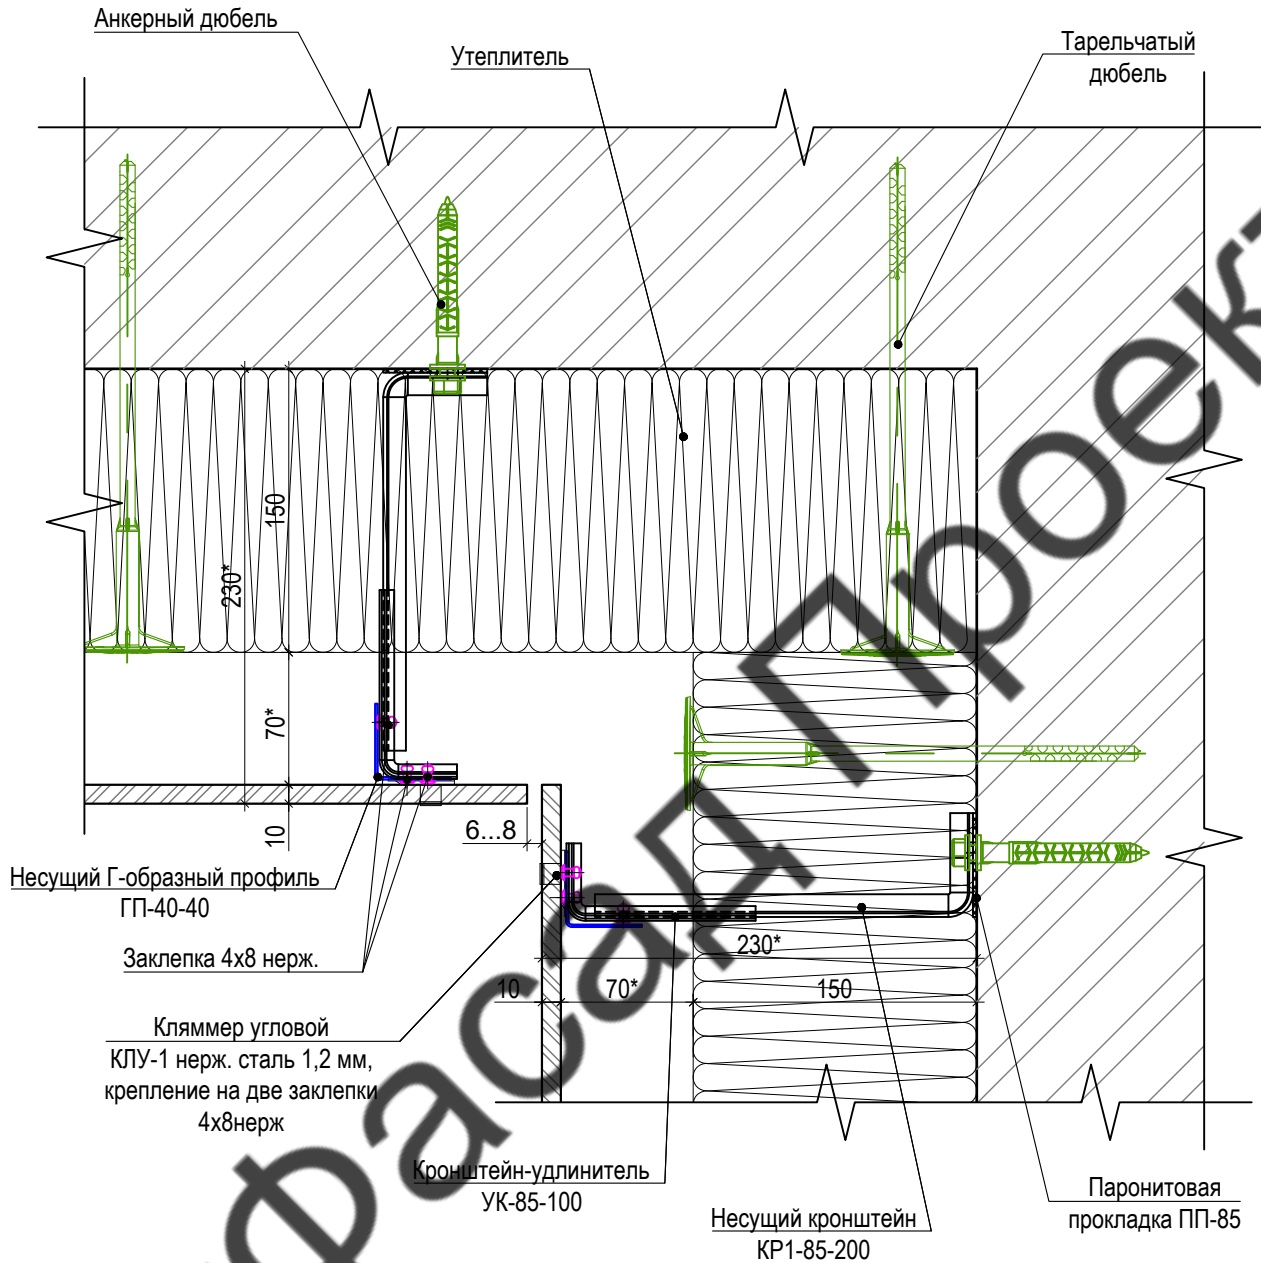 Анкерный дюбель
Утеплитель
Тарельчатый
дюбель
150
230*
70*
10
6...8
Несущий Г-образный профиль
ГП-40-40
Заклепка 4х8 нерж.
230*
10
70*
150
Кляммер угловой
КЛУ-1 нерж. сталь 1,2 мм,
крепление на две заклепки
4х8нерж
Кронштейн-удлинитель
УК-85-100
Несущий кронштейн
КР1-85-200
Паронитовая
прокладка ПП-85
Фасад Проект